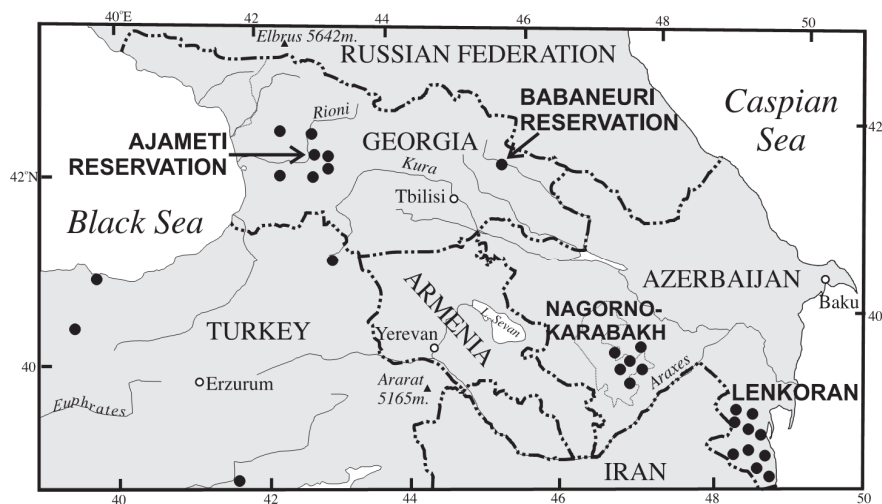 40°E 42 44 46 48 50
Elbrus 5642m.
RUSSIAN FEDERATION
Caspian
Sea
BABANEURI
RESERVATION
Rioni
42
AJAMETI
RESERVATION
GEORGIA
Kura
42°N
Tbilisi
Black Sea
AZERBAIJAN
Baku
ARMENIA
L. Sevan
NAGORNO-
KARABAKH
40
TURKEY
Yerevan
Araxes
40
Erzurum
Ararat
5165m.
LENKORAN
Euphrates
IRAN
40 42 44 46 48 50